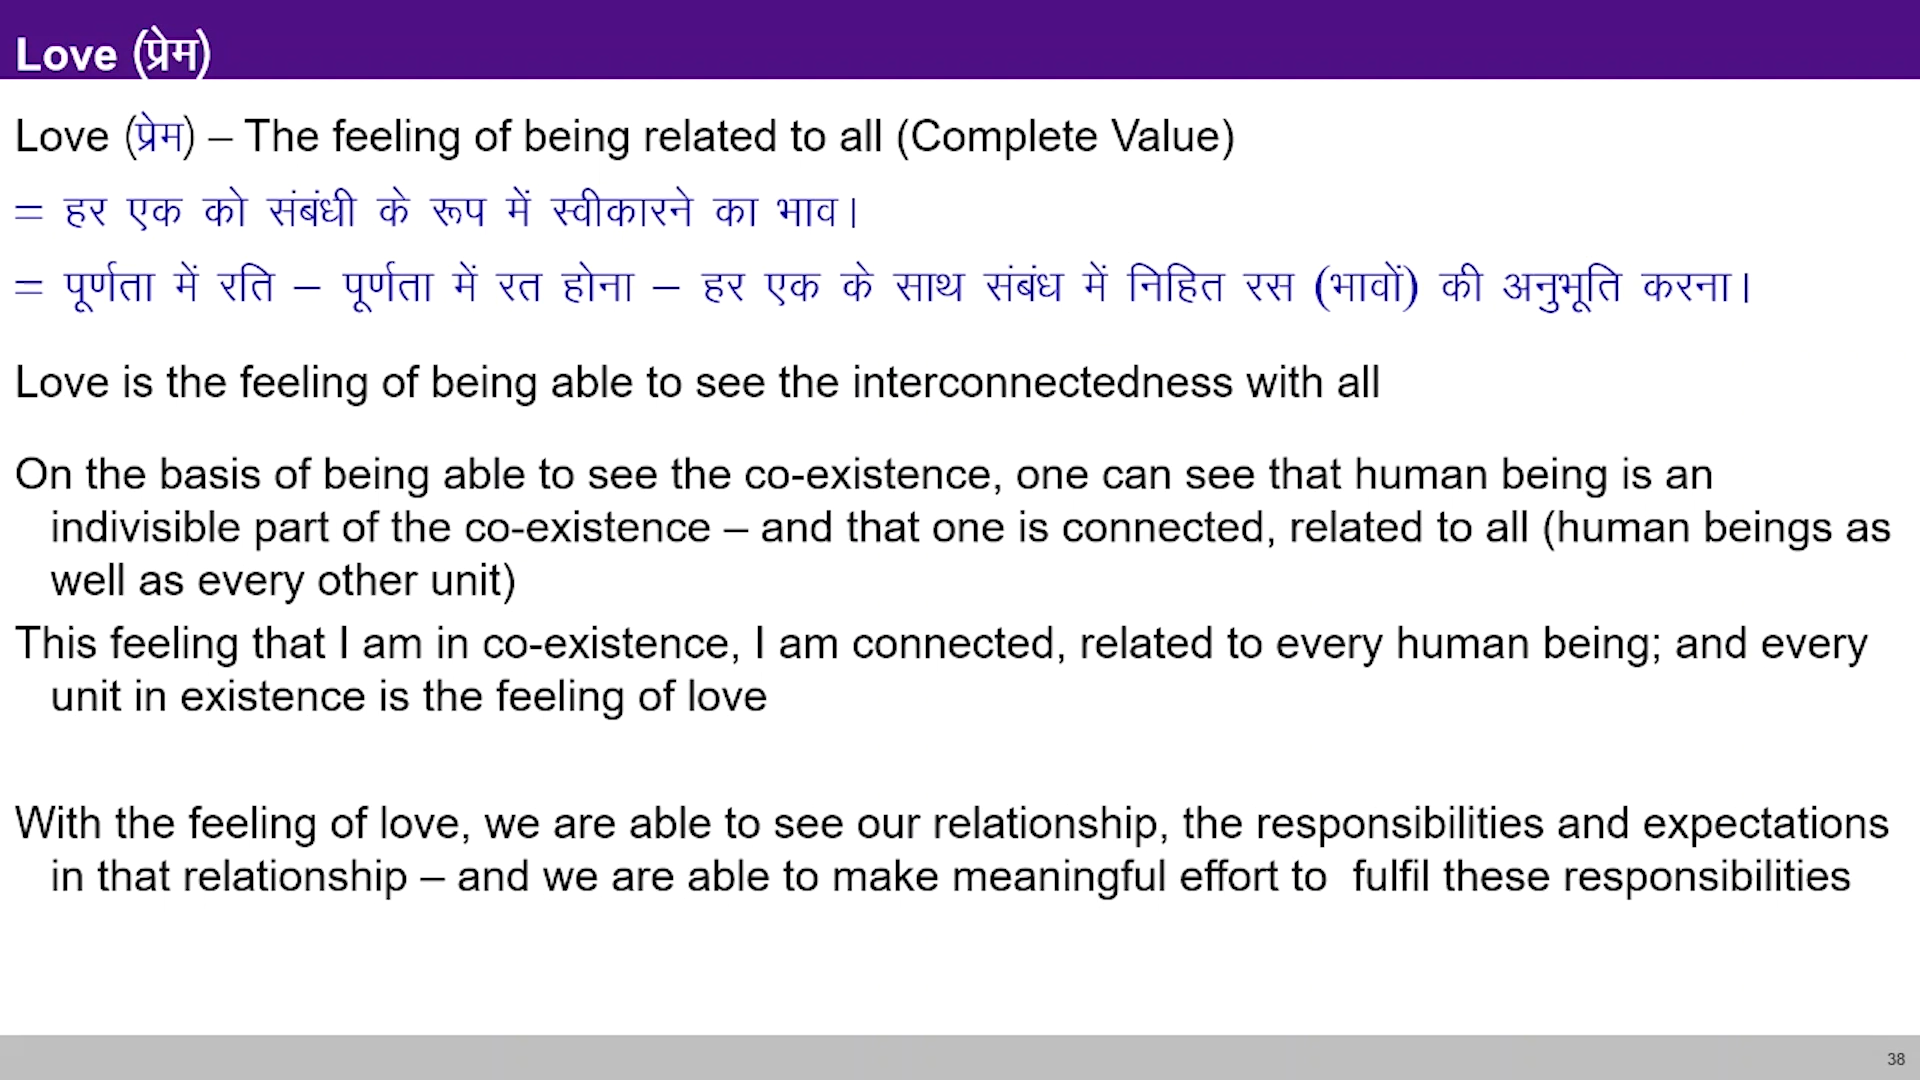 Love (प्रेम)
Love (प्रेम) – The feeling of being related to all (Complete Value)
= हर एक को संबंधी के रूप में स्वीकारने का भाव।
= पूर्णता में रति – पूर्णता में रत होना – हर एक के साथ संबंध में निहित रस (भावों) की अनुभूति करना।
Love is the feeling of being able to see the interconnectedness with all
On the basis of being able to see the co-existence, one can see that human being is an
indivisible part of the co-existence – and that one is connected, related to all (human beings as
well as every other unit)
This feeling that I am in co-existence, I am connected, related to every human being; and every
unit in existence is the feeling of love
With the feeling of love, we are able to see our relationship, the responsibilities and expectations
in that relationship – and we are able to make meaningful effort to  fulfil these responsibilities
38